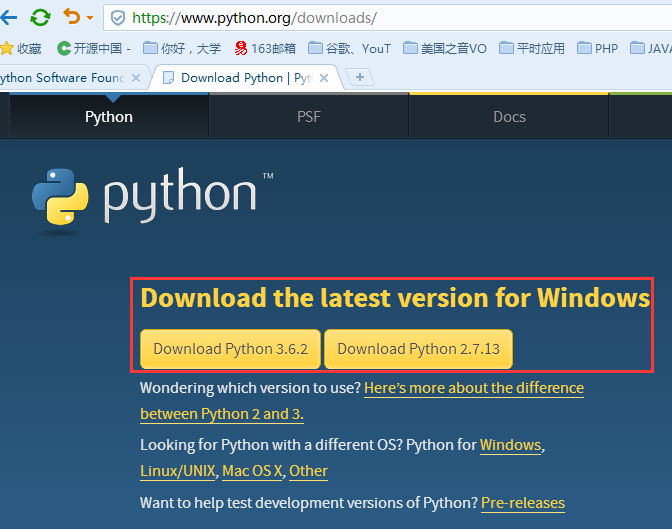 https://www.python.org/downloads/
收藏 开源中国 - 你好，大学 163邮箱 谷歌、YouT 美国之音VO 平时应用 PHP JAVA
ython Software Found Download Python | Pyt
Python PSF Docs
python™
Download the latest version for Windows
Download Python 3.6.2 Download Python 2.7.13
Wondering which version to use? Here's more about the difference
between Python 2 and 3.
Looking for Python with a different OS? Python for Windows,
Linux/UNIX, Mac OS X, Other
Want to help test development versions of Python? Pre-releases